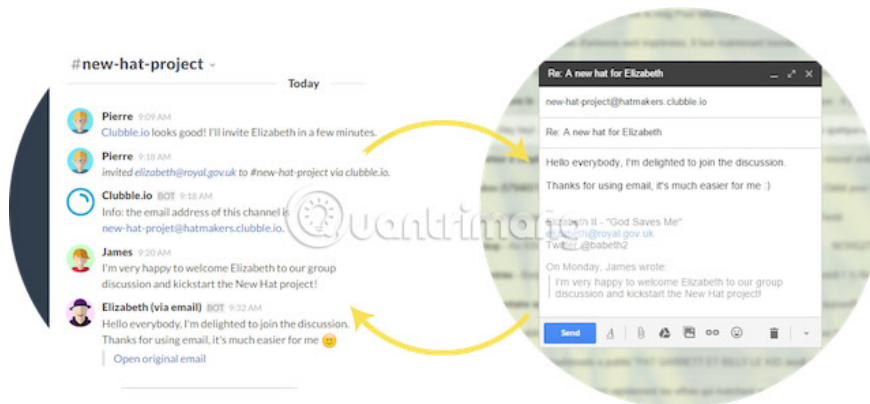 #new-hat-project
Today
Pierre 9:09 AM
Clubble.io looks good! I'll invite Elizabeth in a few minutes.
Pierre 9:18 AM
invited elizabeth@royal.gov.uk to #new-hat-project via clubble.io.
Clubble.io BOT 9:18 AM
Info: the email address of this channel is
new-hat-projet@hatmakers.clubble.io.
James 9:20 AM
I'm very happy to welcome Elizabeth to our group
discussion and kickstart the New Hat project!
Elizabeth (via email) BOT 9:32 AM
Hello everybody, I'm delighted to join the discussion.
Thanks for using email, it's much easier for me
Open original email
Quantrimang
Re: A new hat for Elizabeth
new-hat-project@hatmakers.clubble.io
Re: A new hat for Elizabeth
Hello everybody, I'm delighted to join the discussion.
Thanks for using email, it's much easier for me :)
Elizabeth II - "God Saves Me"
elizabeth@royal.gov.uk
Twitter @babeth2
On Monday, James wrote:
I'm very happy to welcome Elizabeth to our group
discussion and kickstart the New Hat project!
Send